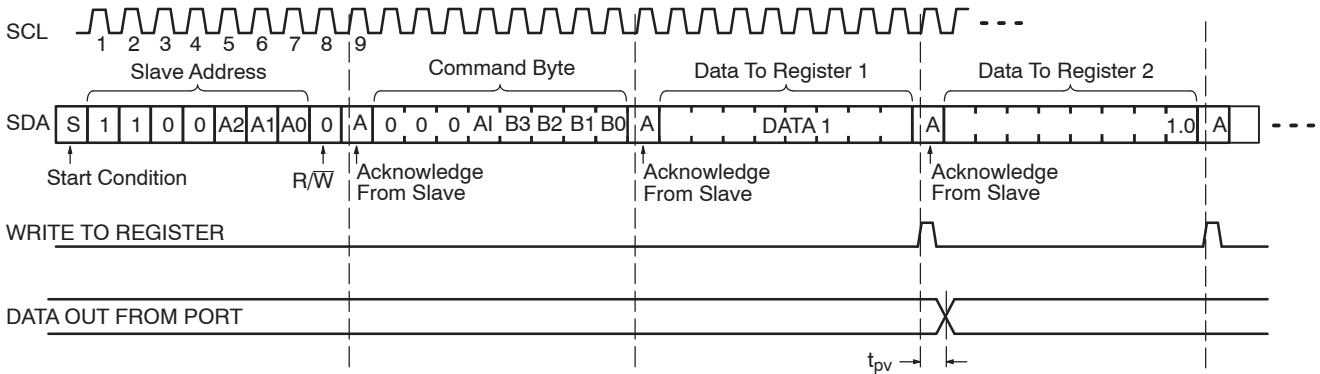 SCL
1 2 3 4 5 6 7 8 9
Slave Address Command Byte Data To Register 1 Data To Register 2
SDA S 1 1 0 0 A2 A1 A0 0 A 0 0 0 AI B3 B2 B1 B0 A DATA 1 A 1.0 A
Start Condition R/W̅ Acknowledge From Slave Acknowledge From Slave Acknowledge From Slave
WRITE TO REGISTER
DATA OUT FROM PORT
tpv